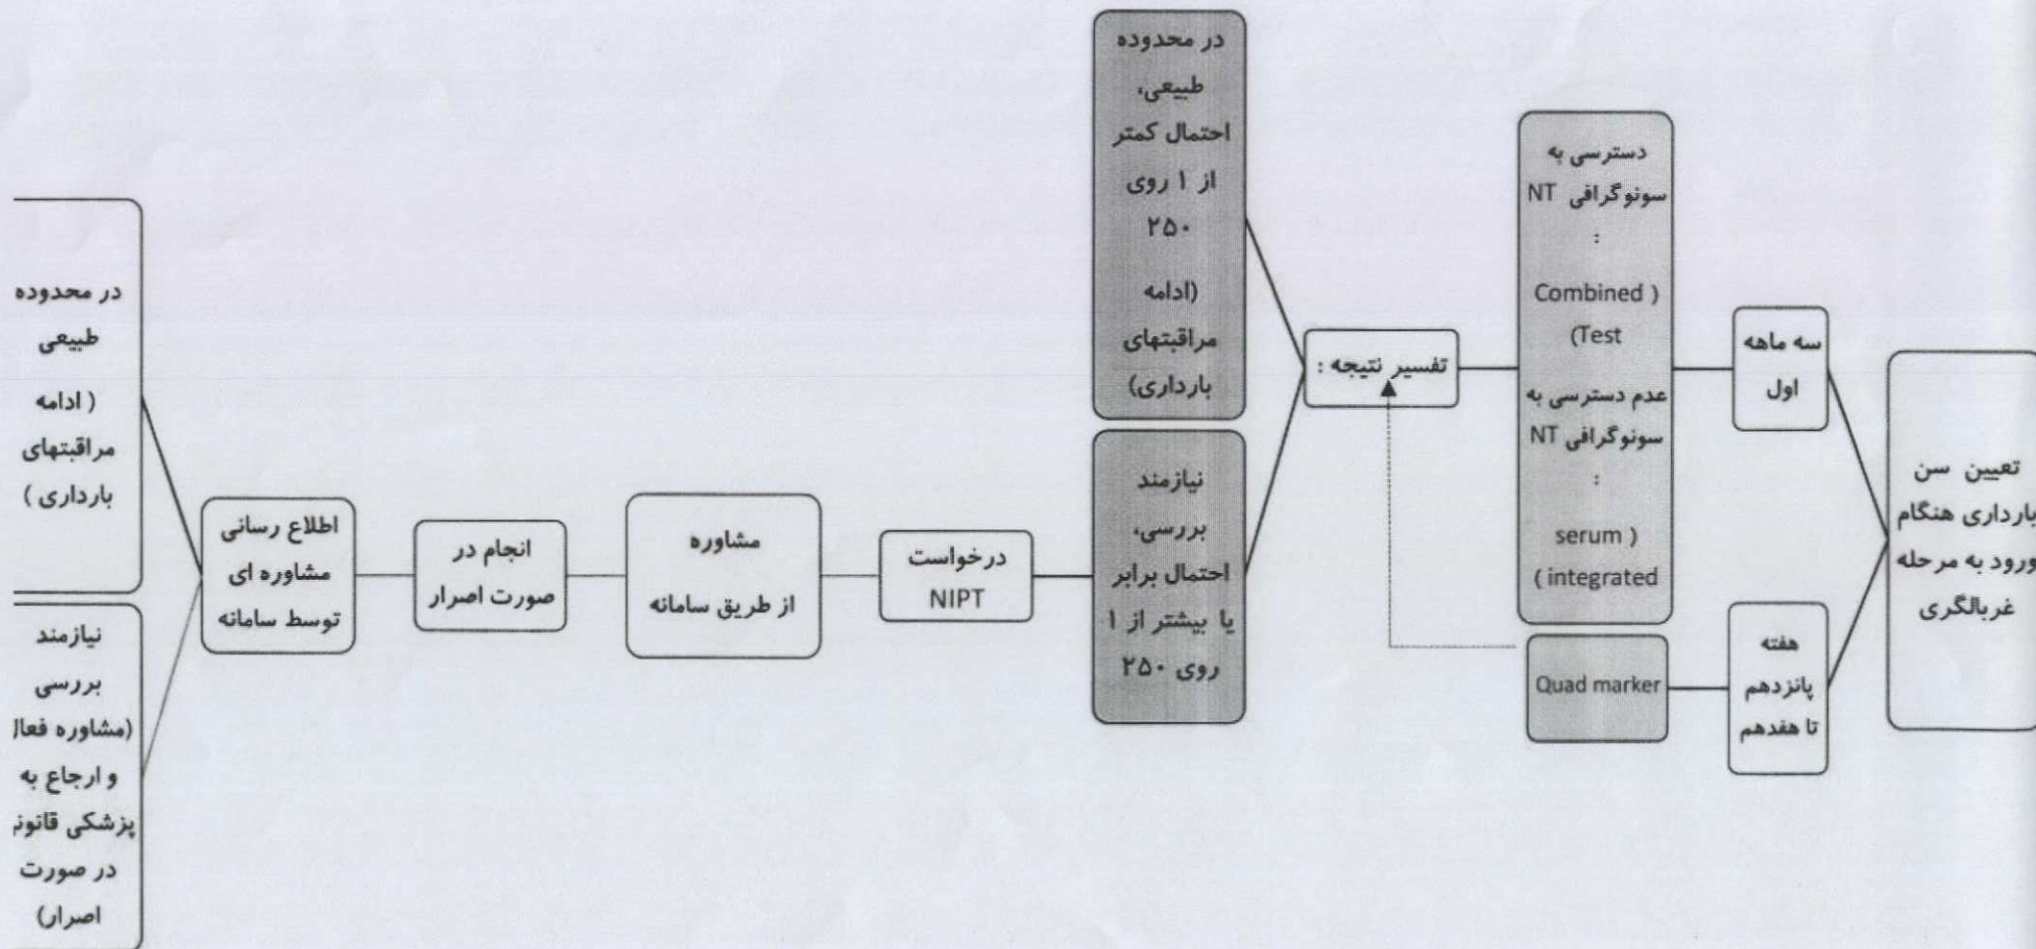 تعیین سن
بارداری هنگام
ورود به مرحله
غربالگری
سه ماهه
اول
هفته
پانزدهم
تا هفدهم
دسترسی به
سونوگرافی NT
:
Combined )
(Test
عدم دسترسی به
سونوگرافی NT
:
serum )
( integrated
Quad marker
تفسیر نتیجه :
در محدوده
طبیعی،
احتمال کمتر
از ۱ روی
۲۵۰
(ادامه
مراقبتهای
بارداری)
نیازمند
بررسی،
احتمال برابر
یا بیشتر از ۱
روی ۲۵۰
درخواست
NIPT
مشاوره
از طریق سامانه
انجام در
صورت اصرار
اطلاع رسانی
مشاوره ای
توسط سامانه
در محدوده
طبیعی
( ادامه
مراقبتهای
بارداری )
نیازمند
بررسی
(مشاوره فعال
و ارجاع به
پزشکی قانونی
در صورت
اصرار)